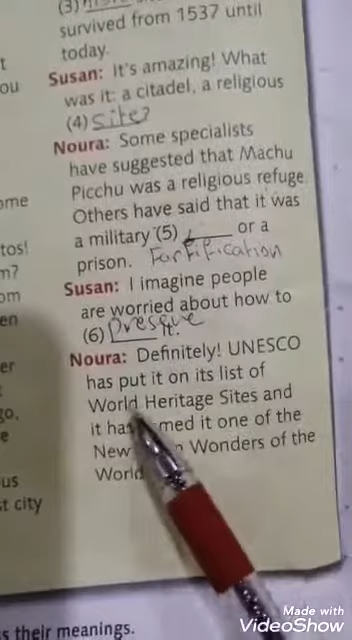 (3)
survived from 1537 until
today.
Susan: It's amazing! What
was it: a citadel, a religious
(4) site?
Noura: Some specialists
have suggested that Machu
Picchu was a religious refuge.
Others have said that it was
a military (5) ____ or a
prison. Fortification
Susan: I imagine people
are worried about how to
(6) preserve it.
Noura: Definitely! UNESCO
has put it on its list of
World Heritage Sites and
it has med it one of the
New Wonders of the
World
t
ou
ome
tos!
m?
om
en
er
t
go,
e
us
t city
s their meanings.
Made with
VideoShow